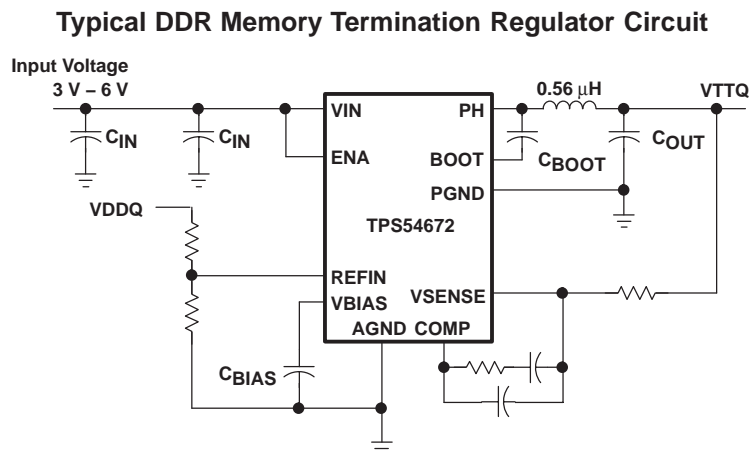 Typical DDR Memory Termination Regulator Circuit
Input Voltage
3 V – 6 V
0.56 μH
VTTQ
VIN
PH
CIN
CIN
COUT
ENA
BOOT
CBOOT
PGND
VDDQ
TPS54672
REFIN
VBIAS
VSENSE
AGND COMP
CBIAS